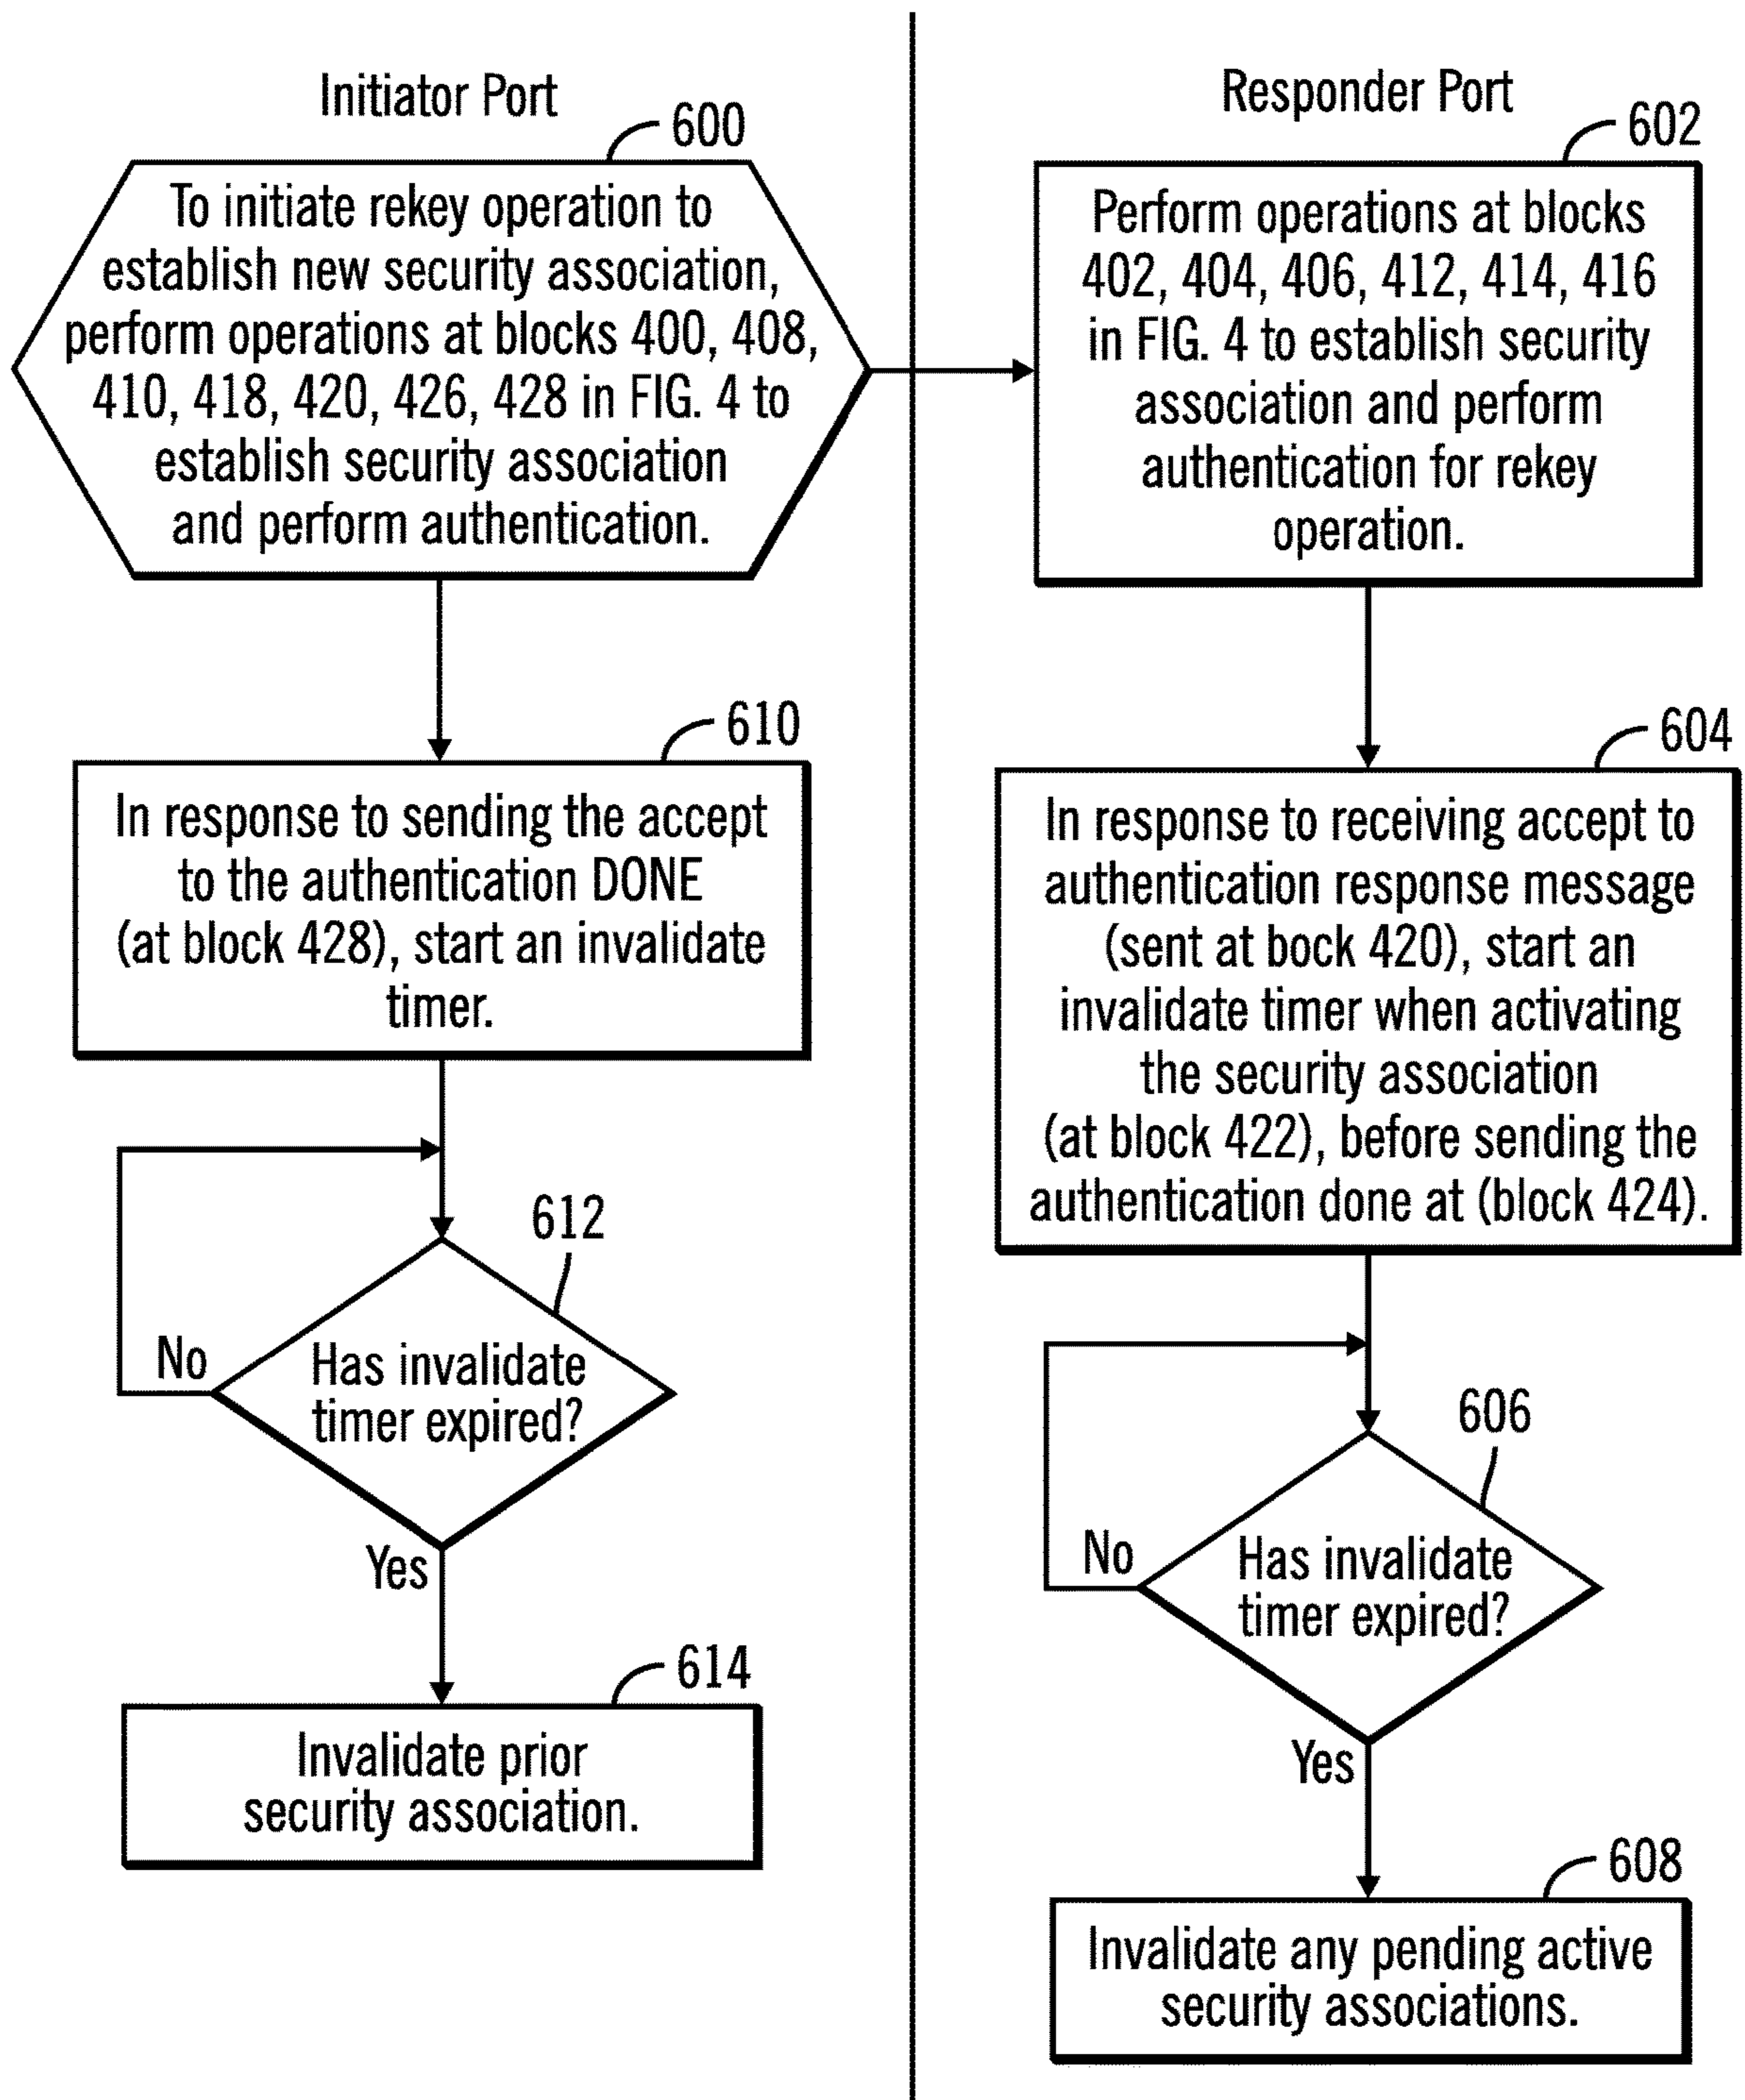 Initiator Port
600
To initiate rekey operation to
establish new security association,
perform operations at blocks 400, 408,
410, 418, 420, 426, 428 in FIG. 4 to
establish security association
and perform authentication.
610
In response to sending the accept
to the authentication DONE
(at block 428), start an invalidate
timer.
612
No
Has invalidate
timer expired?
Yes
614
Invalidate prior
security association.
Responder Port
602
Perform operations at blocks
402, 404, 406, 412, 414, 416
in FIG. 4 to establish security
association and perform
authentication for rekey
operation.
604
In response to receiving accept to
authentication response message
(sent at bock 420), start an
invalidate timer when activating
the security association
(at block 422), before sending the
authentication done at (block 424).
606
No
Has invalidate
timer expired?
Yes
608
Invalidate any pending active
security associations.